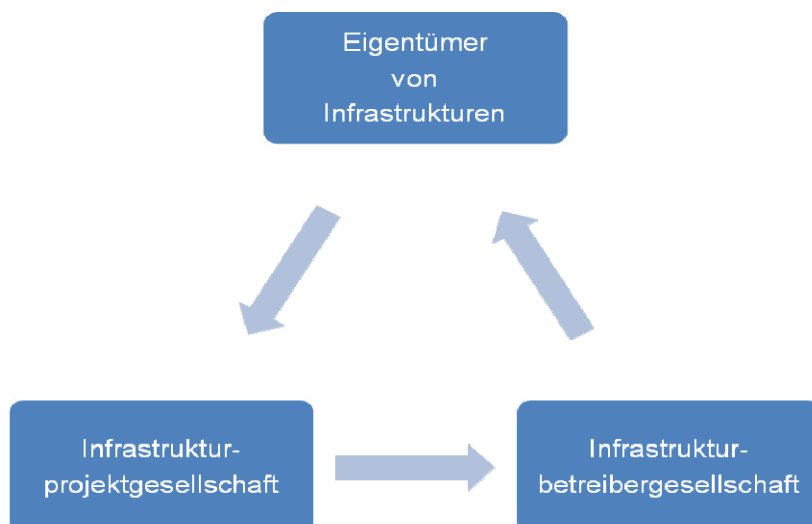 Eigentümer
von
Infrastrukturen
Infrastruktur-
projektgesellschaft
Infrastruktur-
betreibergesellschaft